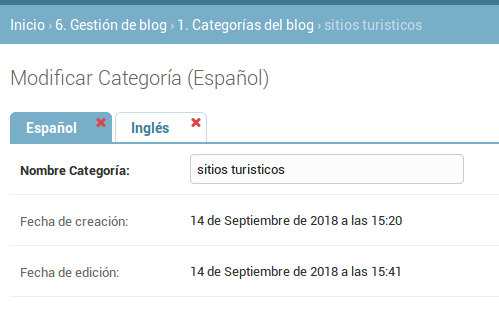 Inicio › 6. Gestión de blog › 1. Categorías del blog › sitios turisticos
Modificar Categoría (Español)
Español Inglés
Nombre Categoría: sitios turisticos
Fecha de creación: 14 de Septiembre de 2018 a las 15:20
Fecha de edición: 14 de Septiembre de 2018 a las 15:41